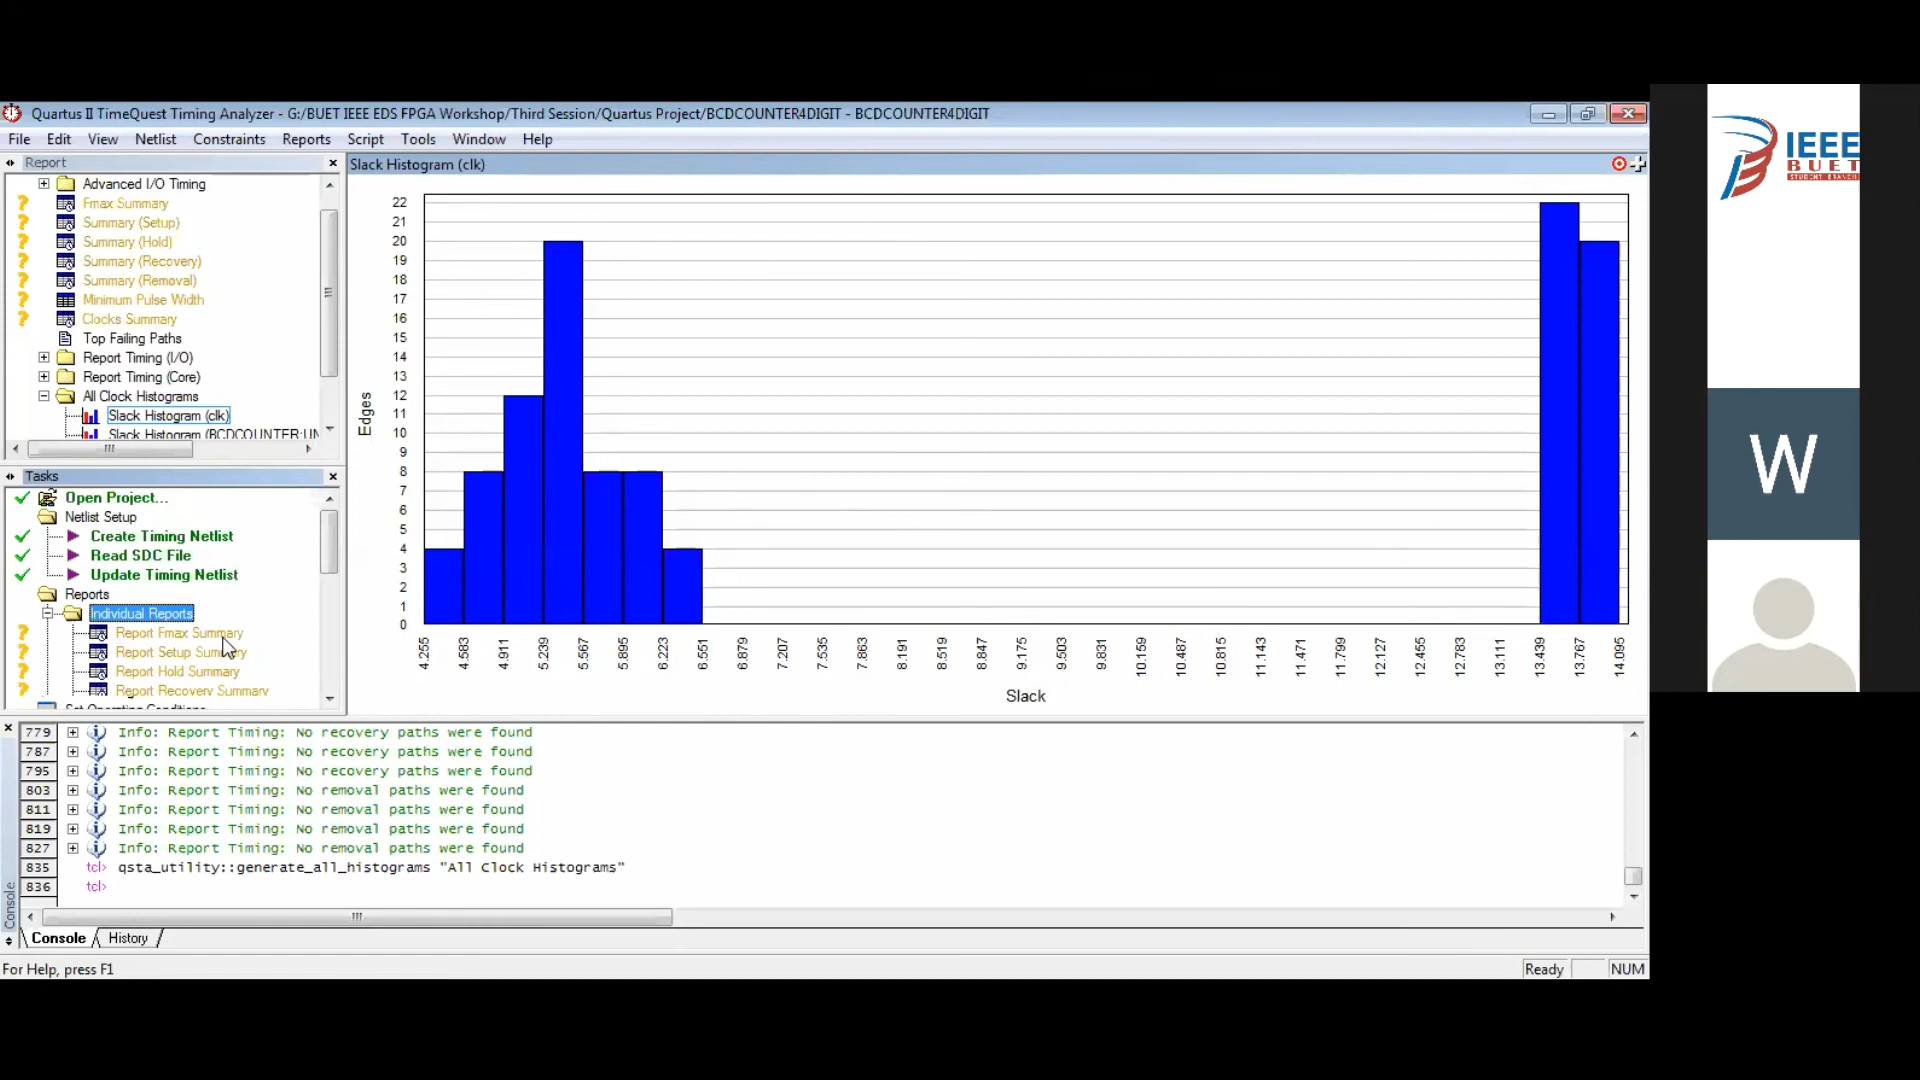 Quartus II TimeQuest Timing Analyzer - G:/BUET IEEE EDS FPGA Workshop/Third Session/Quartus Project/BCDCOUNTER4DIGIT - BCDCOUNTER4DIGIT
File Edit View Netlist Constraints Reports Script Tools Window Help
Report
Advanced I/O Timing
Fmax Summary
Summary (Setup)
Summary (Hold)
Summary (Recovery)
Summary (Removal)
Minimum Pulse Width
Clocks Summary
Top Failing Paths
Report Timing (I/O)
Report Timing (Core)
All Clock Histograms
Slack Histogram (clk)
Slack Histogram (BCDCOUNTER:UN
Tasks
Open Project...
Netlist Setup
Create Timing Netlist
Read SDC File
Update Timing Netlist
Reports
Individual Reports
Report Fmax Summary
Report Setup Summary
Report Hold Summary
Report Recovery Summary
Set Operating Conditions
Slack Histogram (clk)
22
21
20
19
18
17
16
15
14
13
12
11
10
9
8
7
6
5
4
3
2
1
0
Edges
4.255 4.583 4.911 5.239 5.567 5.895 6.223 6.551 6.879 7.207 7.535 7.863 8.191 8.519 8.847 9.175 9.503 9.831 10.159 10.487 10.815 11.143 11.471 11.799 12.127 12.455 12.783 13.111 13.439 13.767 14.095
Slack
779 Info: Report Timing: No recovery paths were found
787 Info: Report Timing: No recovery paths were found
795 Info: Report Timing: No recovery paths were found
803 Info: Report Timing: No removal paths were found
811 Info: Report Timing: No removal paths were found
819 Info: Report Timing: No removal paths were found
827 Info: Report Timing: No removal paths were found
835 tcl> qsta_utility::generate_all_histograms "All Clock Histograms"
836 tcl>
Console
Console History
For Help, press F1
Ready
NUM
IEEE
BUET
STUDENT BRANCH
W